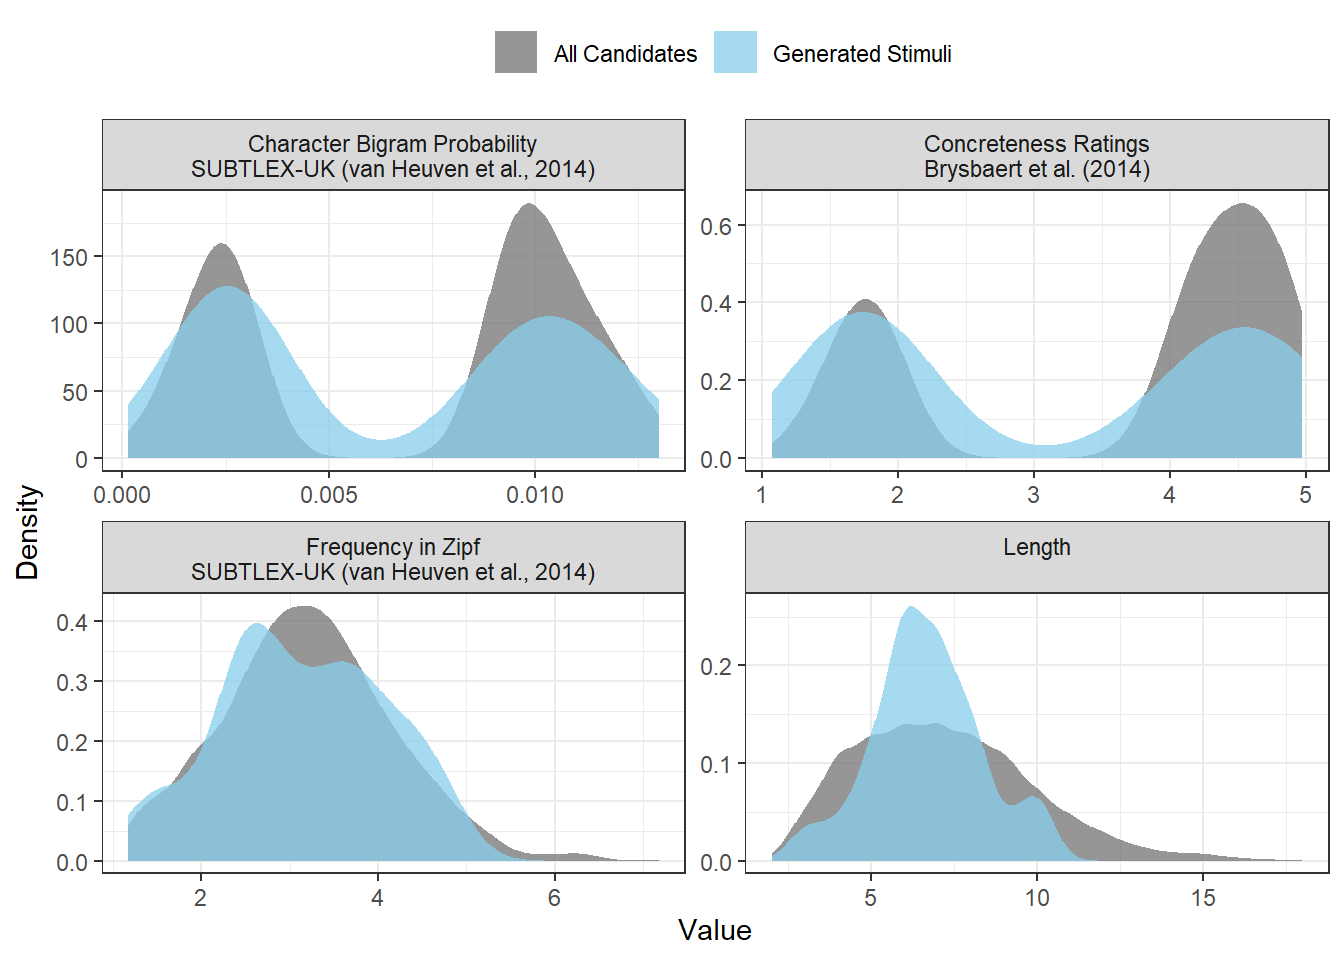 All Candidates
Generated Stimuli
Character Bigram Probability
SUBTLEX-UK (van Heuven et al., 2014)
Concreteness Ratings
Brysbaert et al. (2014)
150
100
50
0
0.000
0.005
0.010
0.6
0.4
0.2
0.0
1
2
3
4
5
Density
Frequency in Zipf
SUBTLEX-UK (van Heuven et al., 2014)
Length
0.4
0.3
0.2
0.1
0.0
2
4
6
0.2
0.1
0.0
5
10
15
Value